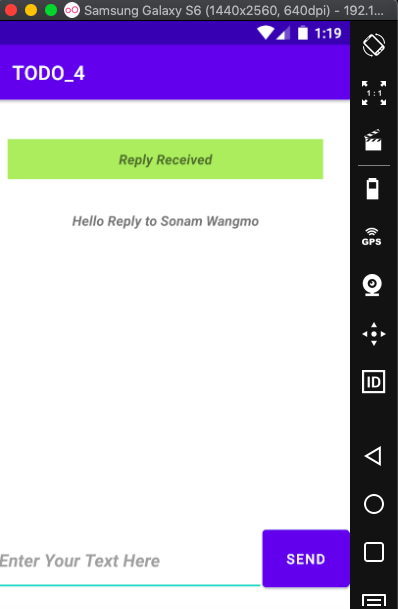 Samsung Galaxy S6 (1440x2560, 640dpi) - 192.1...
1:19
TODO_4
1 : 1
Reply Received
Hello Reply to Sonam Wangmo
GPS
ID
Enter Your Text Here
SEND